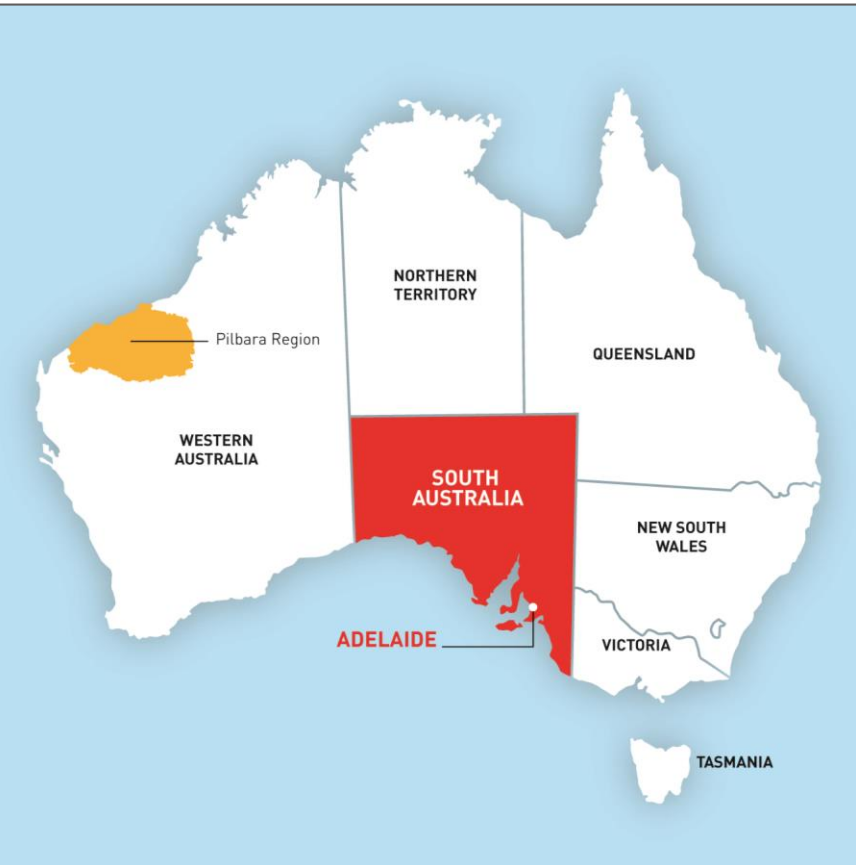 NORTHERN
TERRITORY
Pilbara Region
QUEENSLAND
WESTERN
AUSTRALIA
SOUTH
AUSTRALIA
NEW SOUTH
WALES
ADELAIDE
VICTORIA
TASMANIA